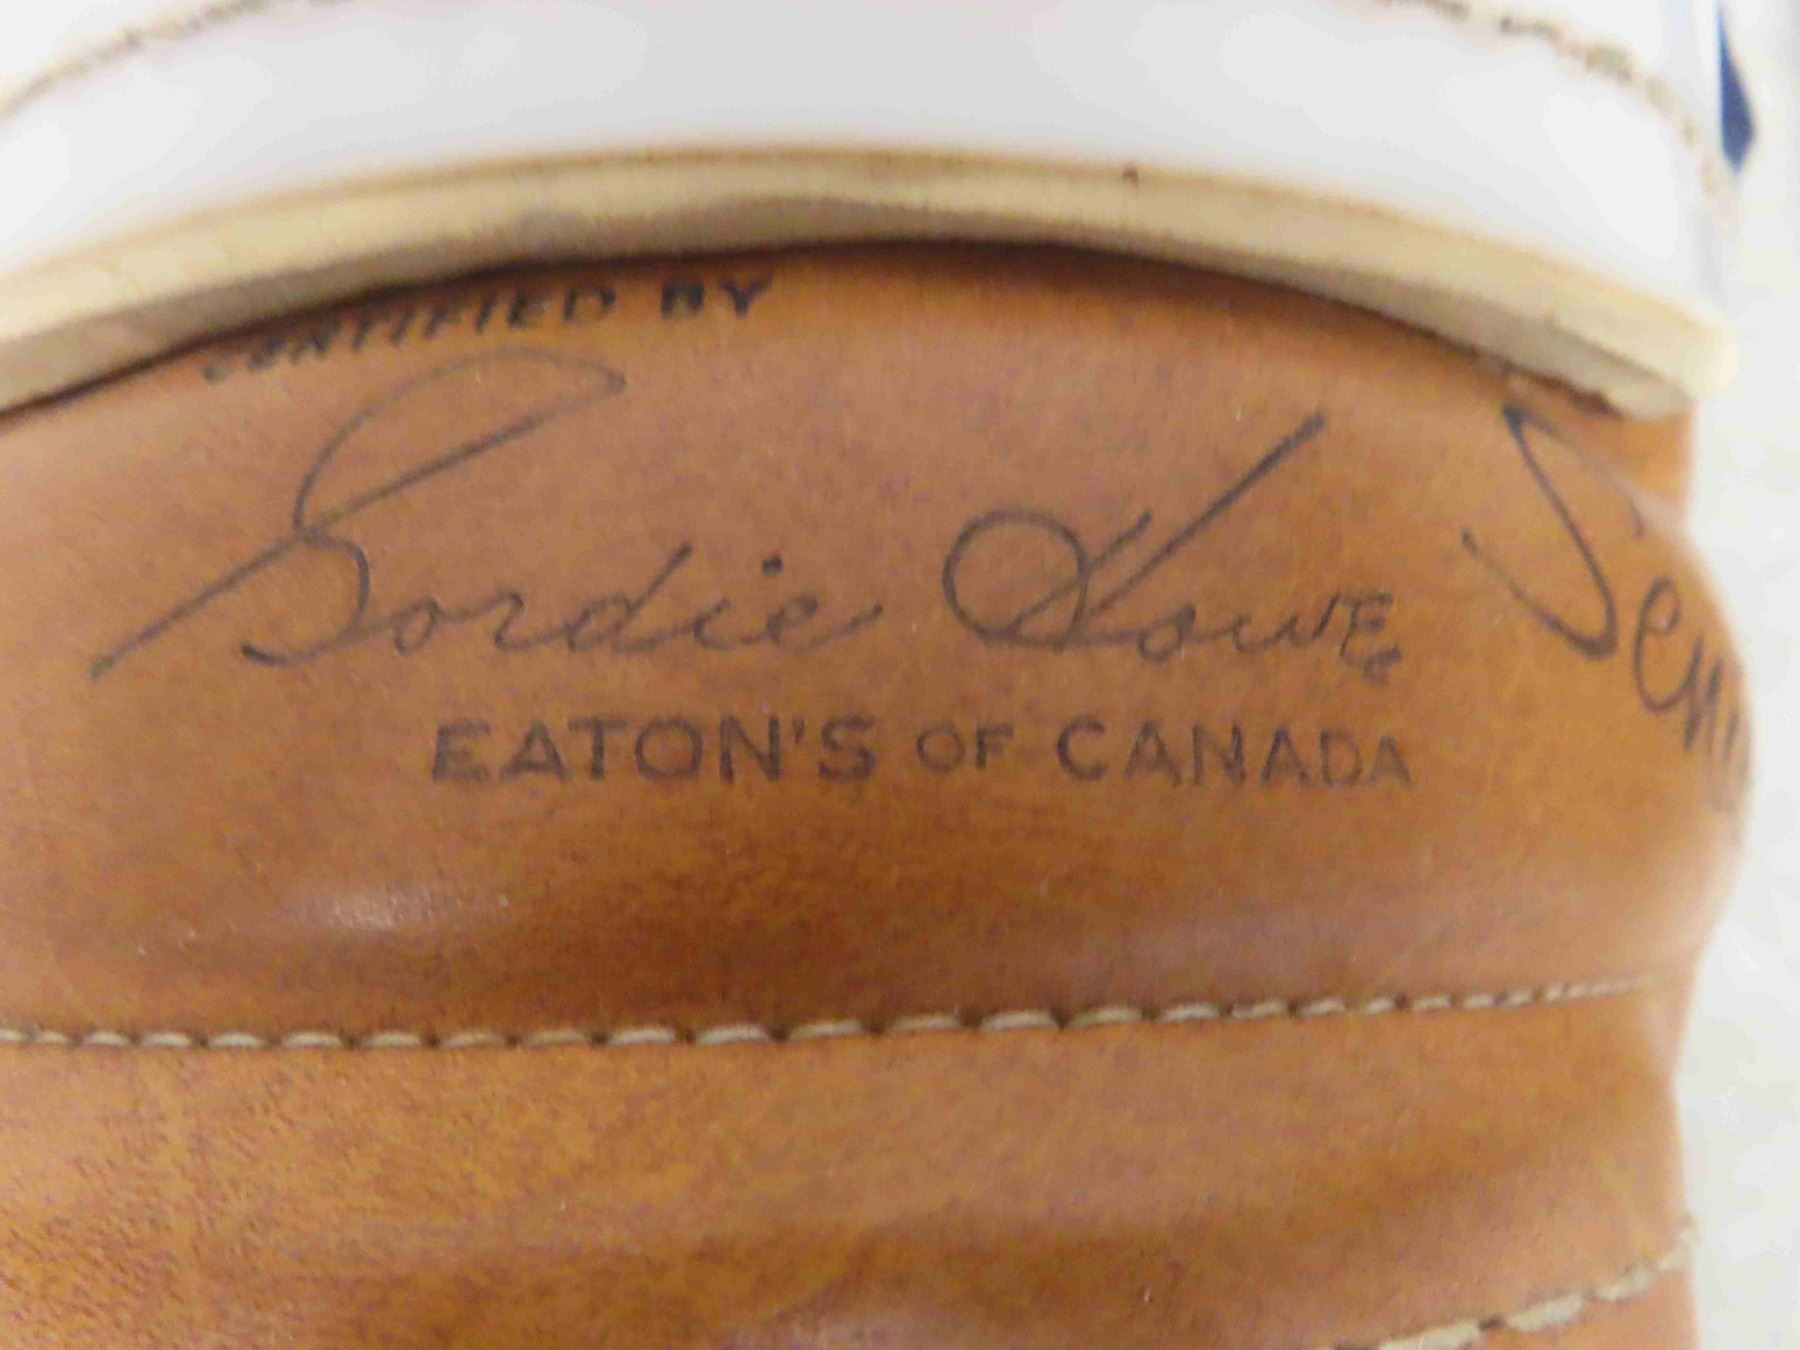 CERTIFIED BY
Gordie Howe
EATON'S OF CANADA